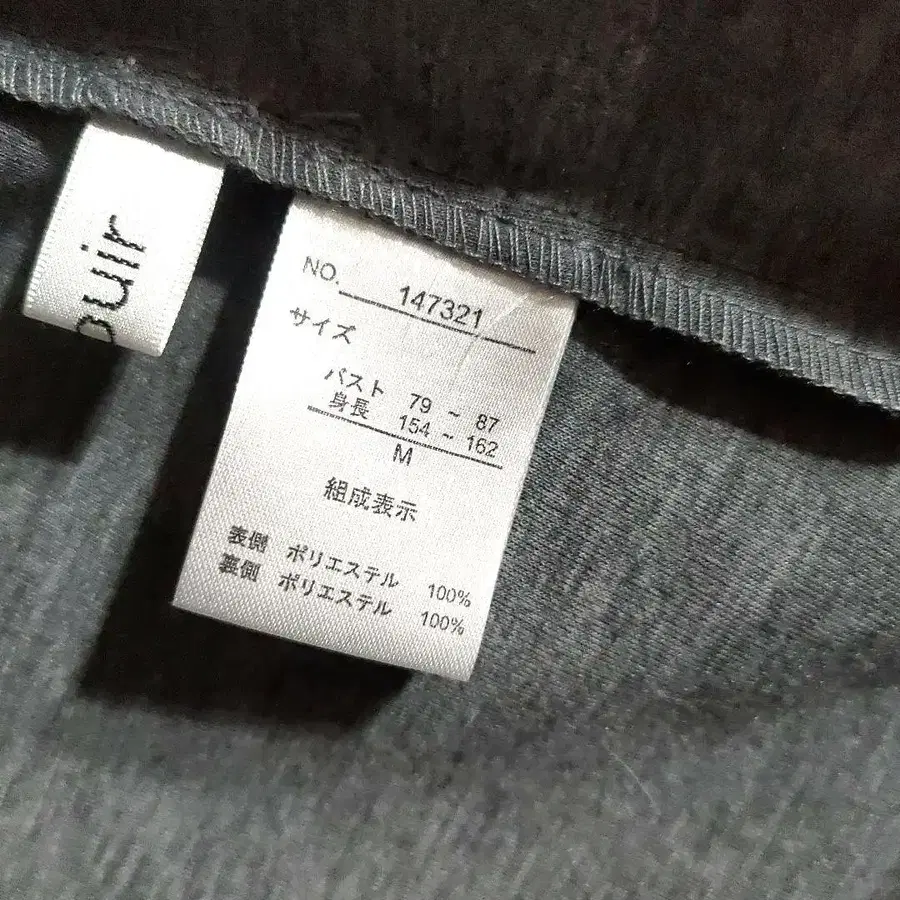 ouir
NO. 147321
サイズ
バスト 79 ~ 87
身長 154 ~ 162
M
組成表示
表側 ポリエステル 100%
裏側 ポリエステル 100%